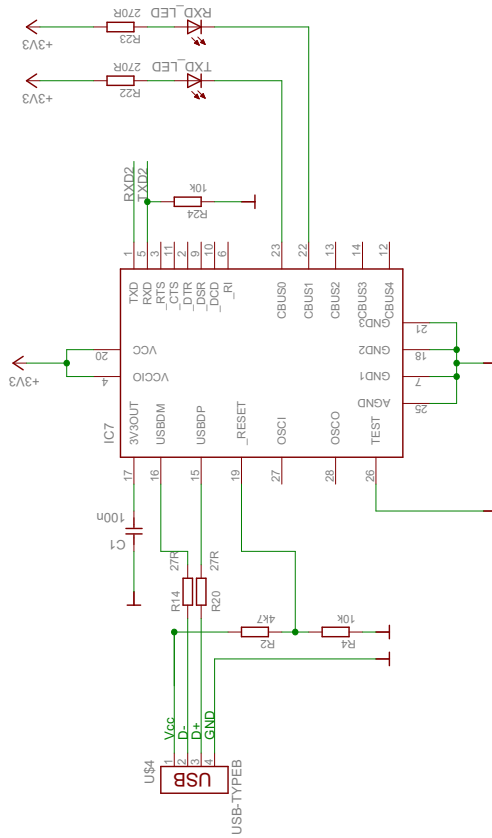 +3V3
270R
R23
RXD_LED
+3V3
270R
R22
TXD_LED
RXD2
TXD2
10k
R24
1
5
3
11
2
9
10
6
23
22
13
14
12
TXD
RXD
_RTS
_CTS
_DTR
_DSR
_DCD
_RI
CBUS0
CBUS1
CBUS2
CBUS3
CBUS4
+3V3
20
VCC
4
VCCIO
GND3
21
GND2
18
GND1
7
AGND
25
IC7
3V3OUT
USBDM
USBDP
_RESET
OSCI
OSCO
TEST
17
16
15
19
27
28
26
100n
C1
27R
27R
R14
R20
4k7
R2
10k
R4
Vcc
D-
D+
GND
1
2
3
4
U$4
USB
USB-TYPEB